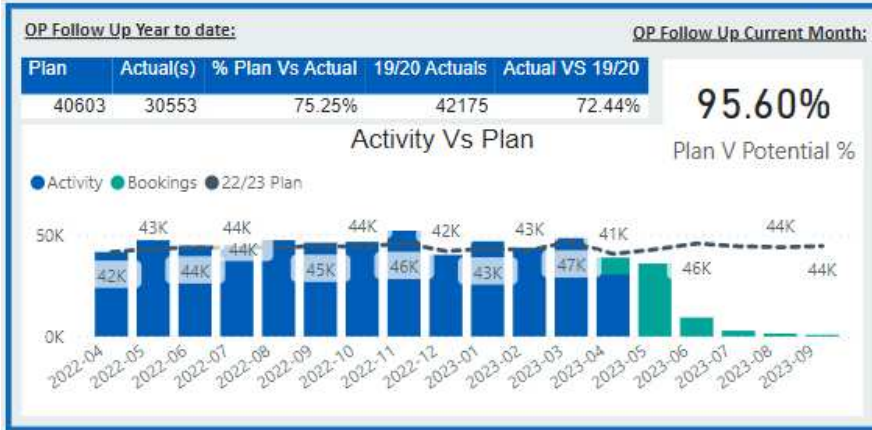 OP Follow Up Year to date:
OP Follow Up Current Month:
Plan Actual(s) % Plan Vs Actual 19/20 Actuals Actual VS 19/20
40603 30553 75.25% 42175 72.44%
95.60%
Plan V Potential %
Activity Vs Plan
Activity Bookings 22/23 Plan
50K
0K
42K 43K 44K 44K 44K 45K 44K 46K 42K 43K 43K 47K 41K 46K 44K 44K
2022-04 2022-05 2022-06 2022-07 2022-08 2022-09 2022-10 2022-11 2022-12 2023-01 2023-02 2023-03 2023-04 2023-05 2023-06 2023-07 2023-08 2023-09